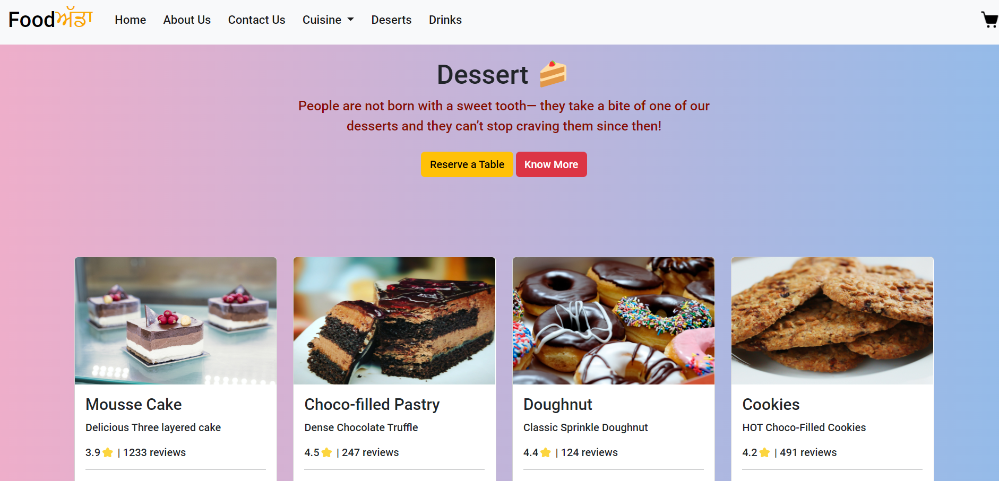 Foodਅੱਡਾ Home About Us Contact Us Cuisine Deserts Drinks
Dessert
People are not born with a sweet tooth— they take a bite of one of our
desserts and they can’t stop craving them since then!
Reserve a Table Know More
Mousse Cake
Delicious Three layered cake
3.9 | 1233 reviews
Choco-filled Pastry
Dense Chocolate Truffle
4.5 | 247 reviews
Doughnut
Classic Sprinkle Doughnut
4.4 | 124 reviews
Cookies
HOT Choco-Filled Cookies
4.2 | 491 reviews